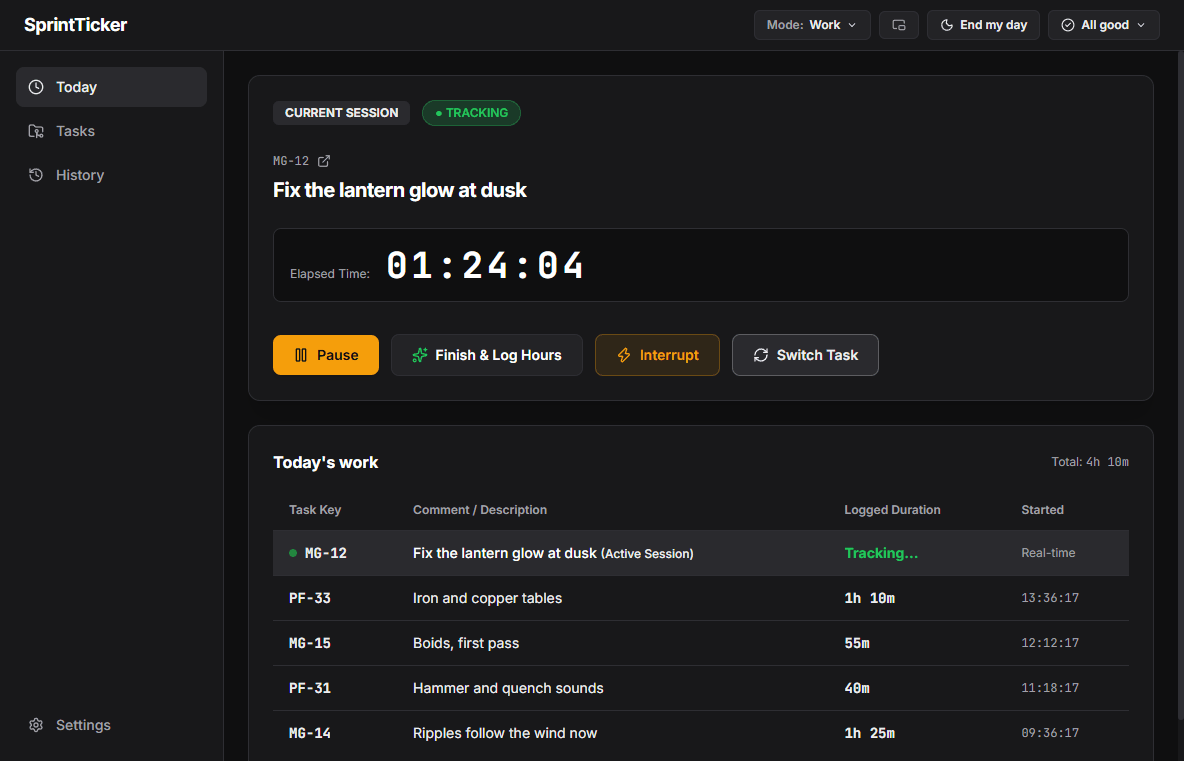 SprintTicker
Mode: Work
End my day
All good
Today
Tasks
History
Settings
CURRENT SESSION
• TRACKING
MG-12
Fix the lantern glow at dusk
Elapsed Time: 01:24:04
Pause
Finish & Log Hours
Interrupt
Switch Task
Today's work
Total: 4h 10m
Task Key Comment / Description Logged Duration Started
MG-12 Fix the lantern glow at dusk (Active Session) Tracking... Real-time
PF-33 Iron and copper tables 1h 10m 13:36:17
MG-15 Boids, first pass 55m 12:12:17
PF-31 Hammer and quench sounds 40m 11:18:17
MG-14 Ripples follow the wind now 1h 25m 09:36:17